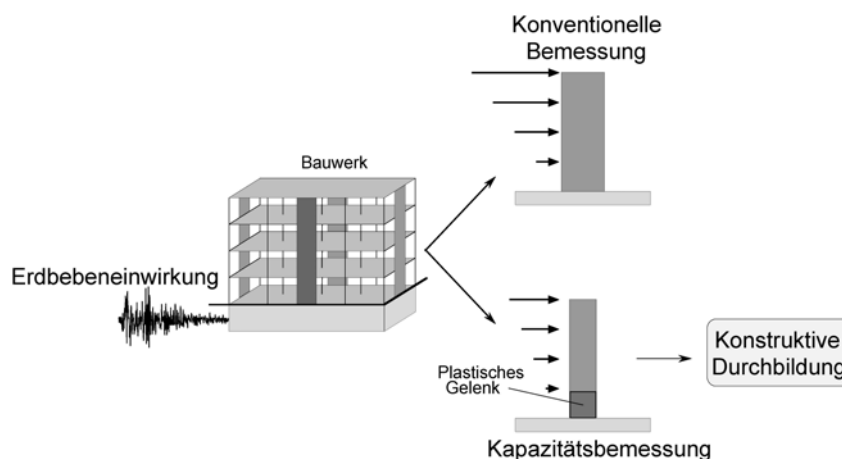 Konventionelle
Bemessung
Bauwerk
Erdbebeneinwirkung
Plastisches
Gelenk
Konstruktive
Durchbildung
Kapazitätsbemessung